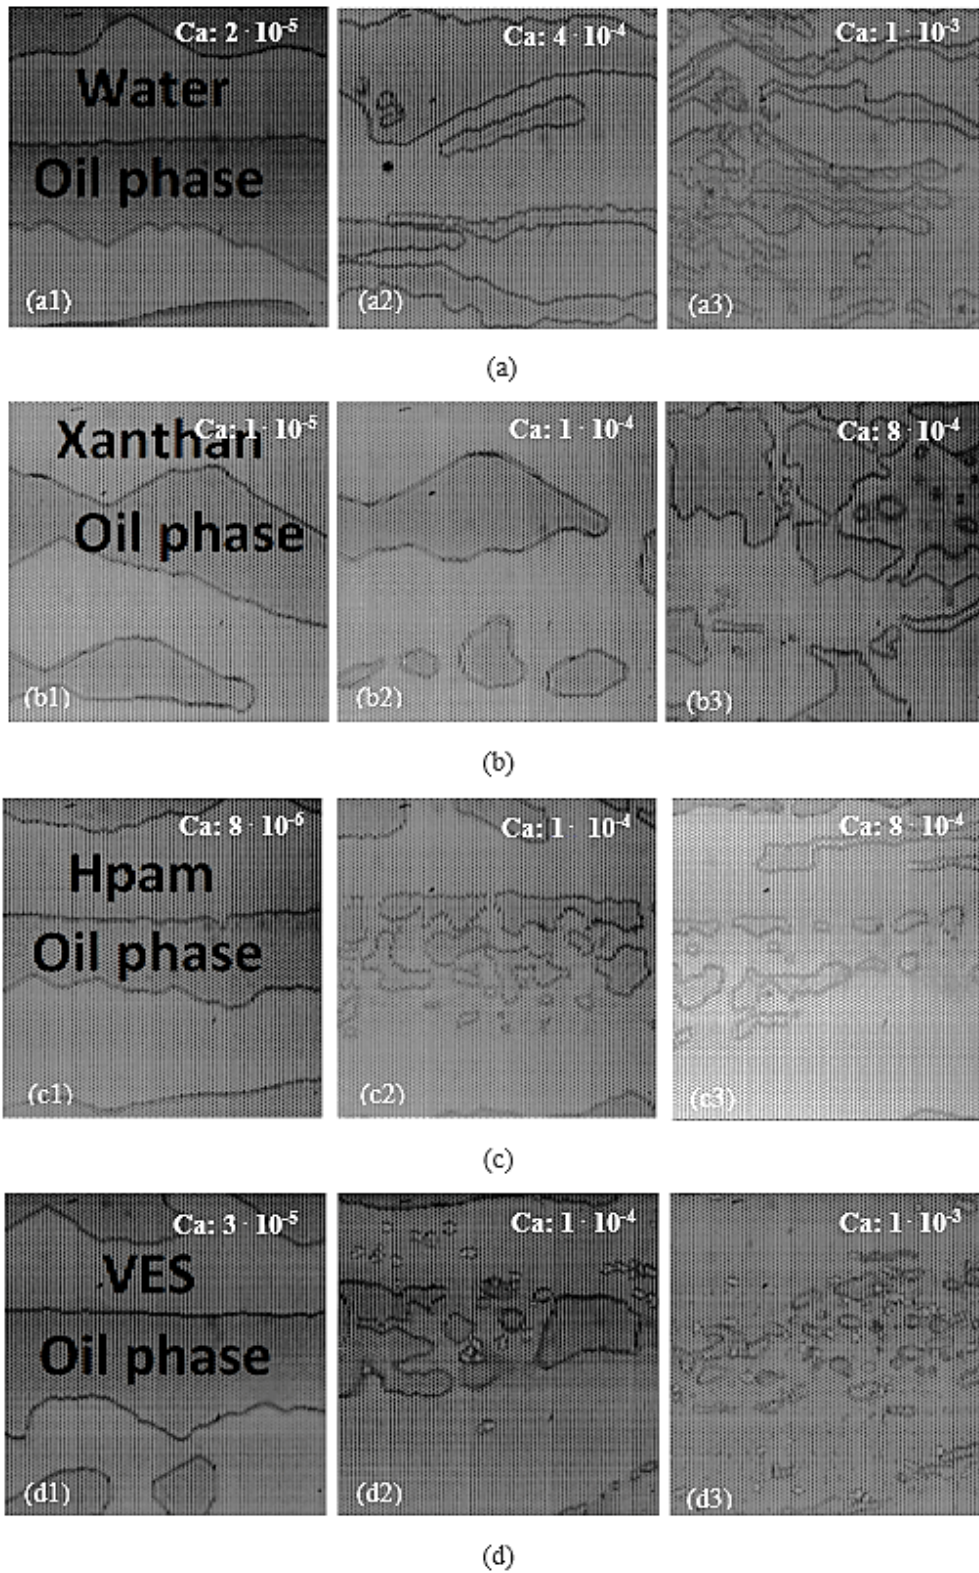 Ca: 2 · 10⁻⁵
Water
Oil phase
(a1)
Ca: 4 · 10⁻⁴
(a2)
Ca: 1 · 10⁻³
(a3)
(a)
Xanthan
Ca: 1 · 10⁻⁵
Oil phase
(b1)
Ca: 1 · 10⁻⁴
(b2)
Ca: 8 · 10⁻⁴
(b3)
(b)
Ca: 8 · 10⁻⁶
Hpam
Oil phase
(c1)
Ca: 1 · 10⁻⁴
(c2)
Ca: 8 · 10⁻⁴
(c3)
(c)
Ca: 3 · 10⁻⁵
VES
Oil phase
(d1)
Ca: 1 · 10⁻⁴
(d2)
Ca: 1 · 10⁻³
(d3)
(d)